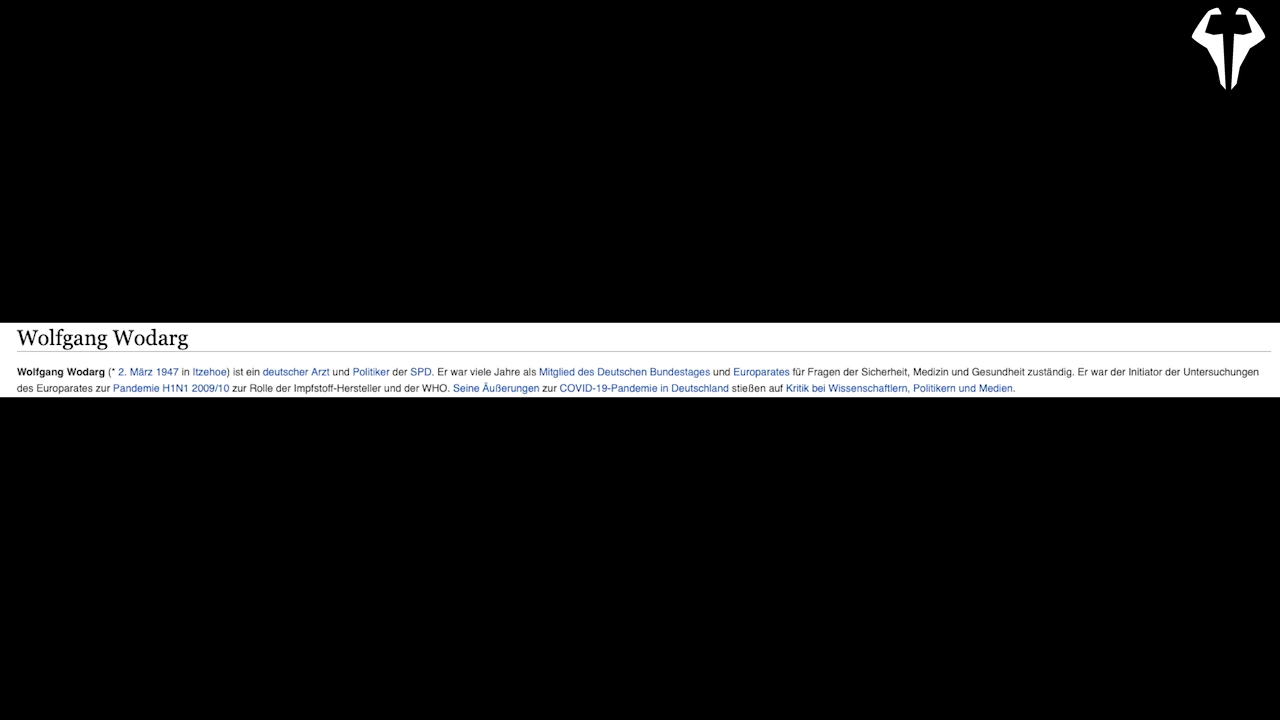 Wolfgang Wodarg
Wolfgang Wodarg (* 2. März 1947 in Itzehoe) ist ein deutscher Arzt und Politiker der SPD. Er war viele Jahre als Mitglied des Deutschen Bundestages und Europarates für Fragen der Sicherheit, Medizin und Gesundheit zuständig. Er war der Initiator der Untersuchungen
des Europarates zur Pandemie H1N1 2009/10 zur Rolle der Impfstoff-Hersteller und der WHO. Seine Äußerungen zur COVID-19-Pandemie in Deutschland stießen auf Kritik bei Wissenschaftlern, Politikern und Medien.